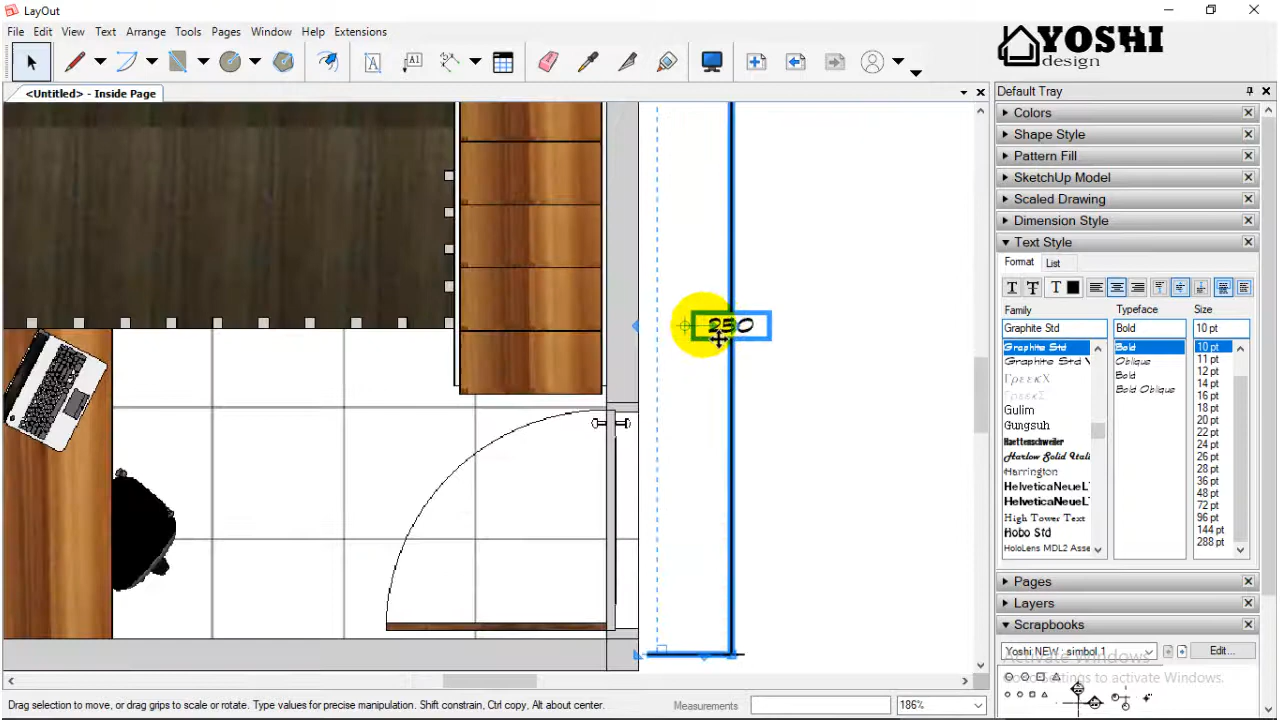 LayOut
YOSHI
design
File Edit View Text Arrange Tools Pages Window Help Extensions
<Untitled> - Inside Page
Default Tray
Colors
Shape Style
Pattern Fill
SketchUp Model
Scaled Drawing
Dimension Style
Text Style
Format List
Family Typeface Size
Graphite Std Bold 10 pt
Graphite Std Bold 10 pt
Graphite Std Oblique 11 pt
Bold 12 pt
Bold Oblique 14 pt
Gulim 16 pt
Gungsuh 18 pt
Haettenschweiler 20 pt
Harlow Solid Itali 22 pt
Harrington 24 pt
HelveticaNeueL 26 pt
HelveticaNeueL 28 pt
High Tower Text 36 pt
Hobo Std 48 pt
HoloLens MDL2 Asse 72 pt
96 pt
144 pt
288 pt
250
Pages
Layers
Scrapbooks
Yoshi NEW : simbol 1 Edit...
Activate Windows
Go to Settings to activate Windows.
Drag selection to move, or drag grips to scale or rotate. Type values for precise manipulation. Shift constrain, Ctrl copy, Alt about center.
Measurements
186%